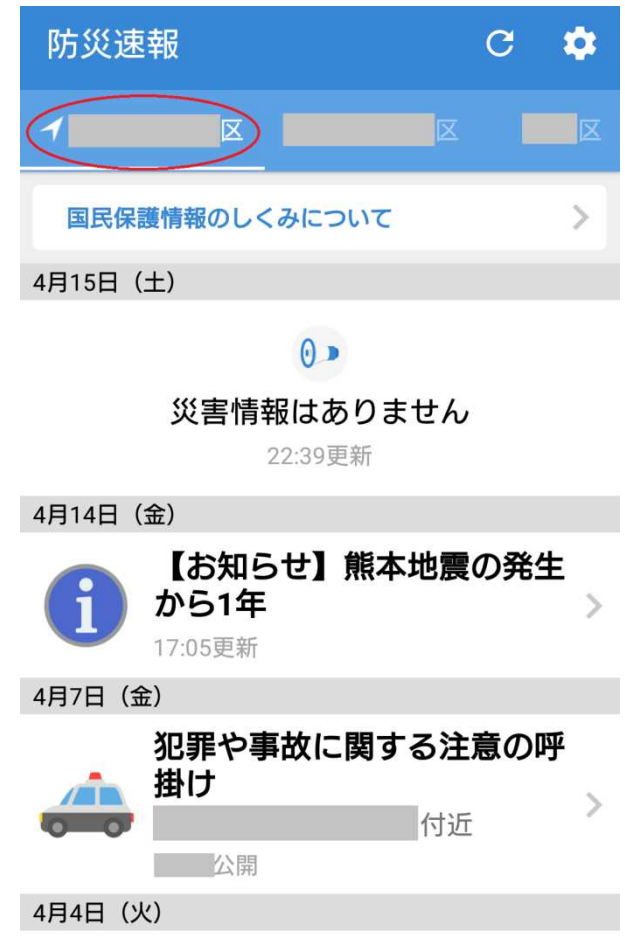 防災速報
区 区 区
国民保護情報のしくみについて
4月15日（土）
災害情報はありません
22:39更新
4月14日（金）
【お知らせ】熊本地震の発生
から1年
17:05更新
4月7日（金）
犯罪や事故に関する注意の呼
掛け
付近
公開
4月4日（火）